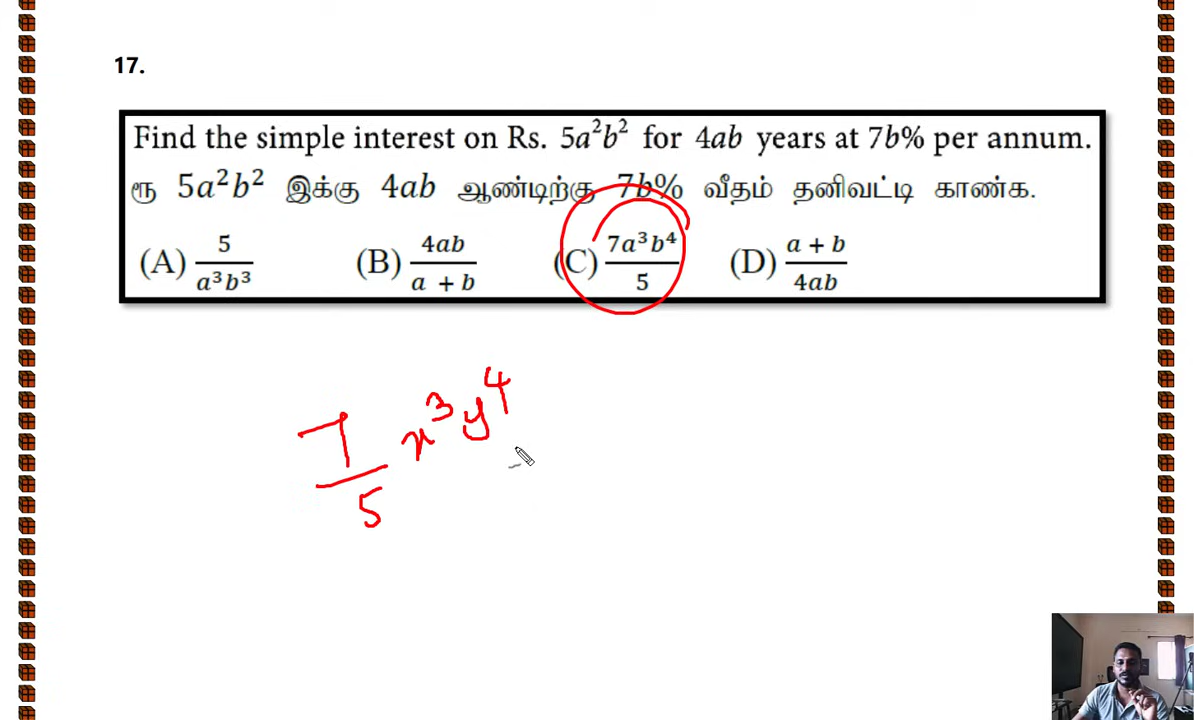 17.
Find the simple interest on Rs. 5a²b² for 4ab years at 7b% per annum.
ரூ 5a²b² இக்கு 4ab ஆண்டிற்கு 7b% வீதம் தனிவட்டி காண்க.
(A) 5/a³b³ (B) 4ab/a + b (C) 7a³b⁴/5 (D) a + b/4ab
7/5 x³y⁴